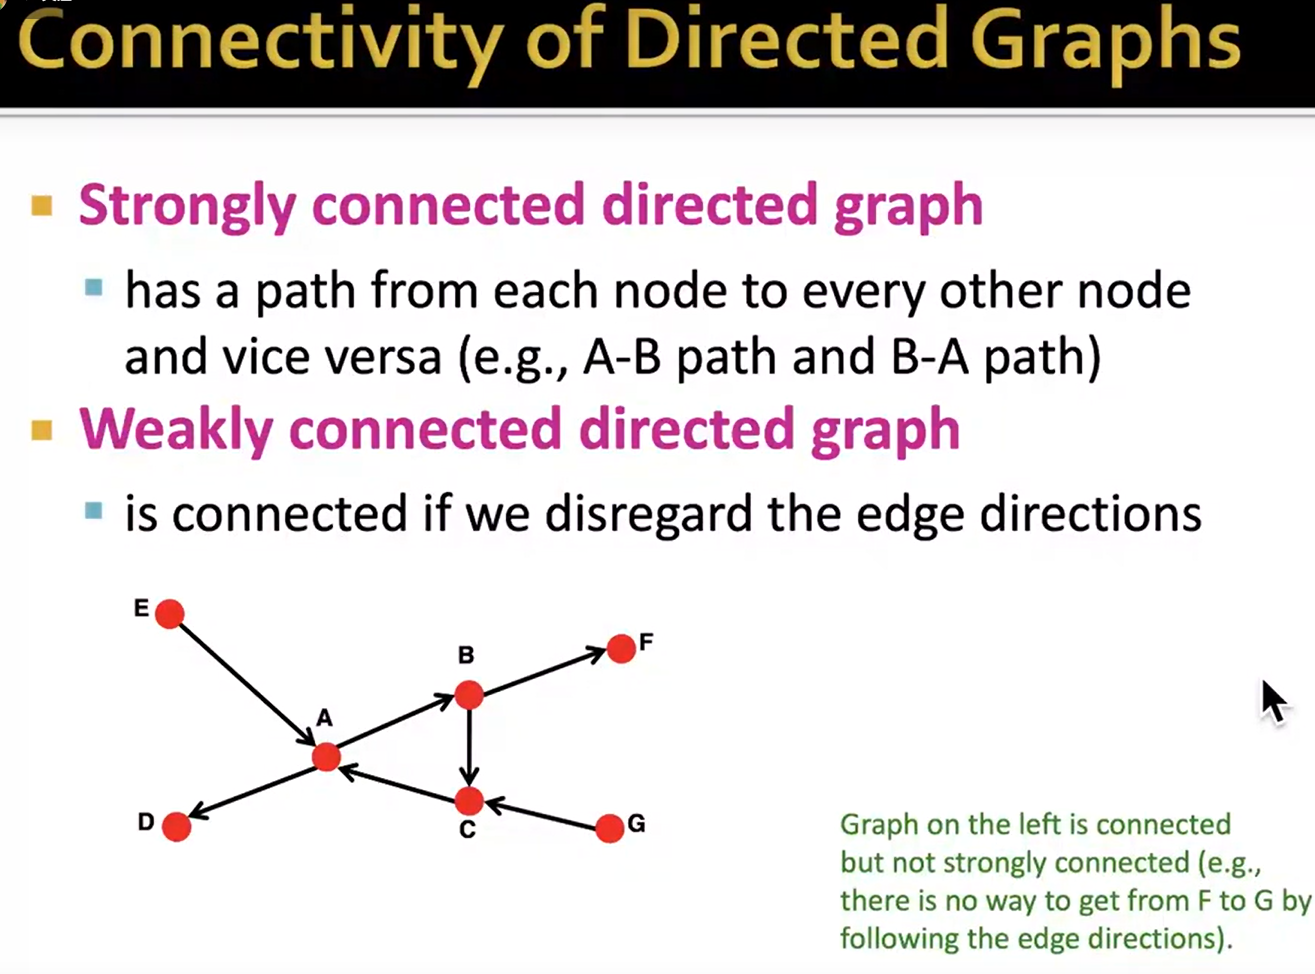 Connectivity of Directed Graphs
Strongly connected directed graph
has a path from each node to every other node
and vice versa (e.g., A-B path and B-A path)
Weakly connected directed graph
is connected if we disregard the edge directions
E
B
F
A
D
C
G
Graph on the left is connected
but not strongly connected (e.g.,
there is no way to get from F to G by
following the edge directions).